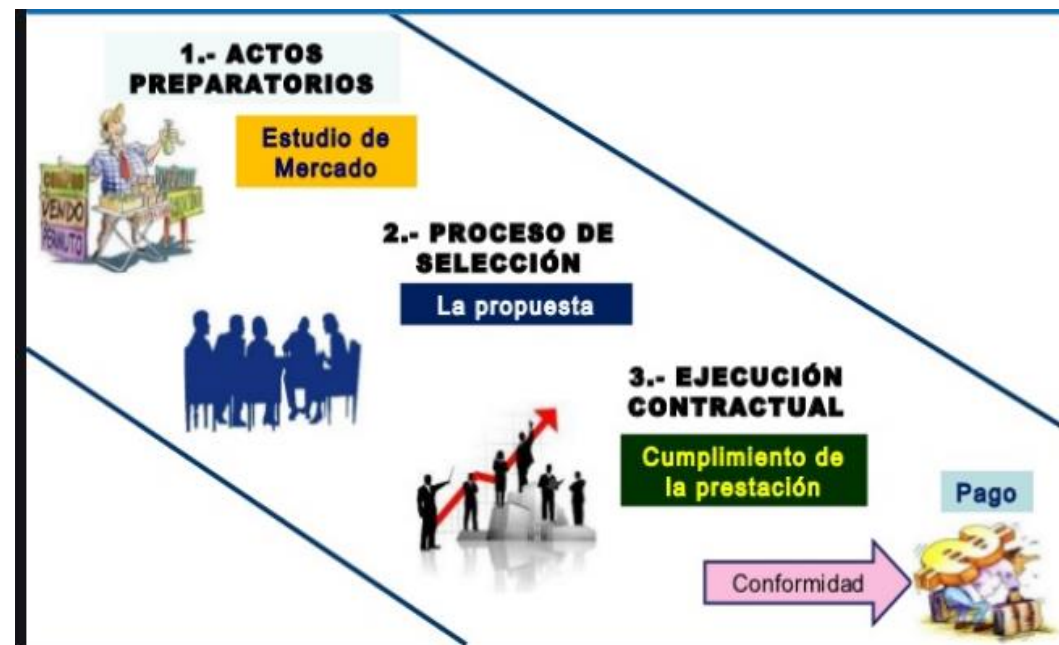 1.- ACTOS
PREPARATORIOS
Estudio de
Mercado
VENDO
PERMUTO
2.- PROCESO DE
SELECCIÓN
La propuesta
3.- EJECUCIÓN
CONTRACTUAL
Cumplimiento de
la prestación
Pago
Conformidad